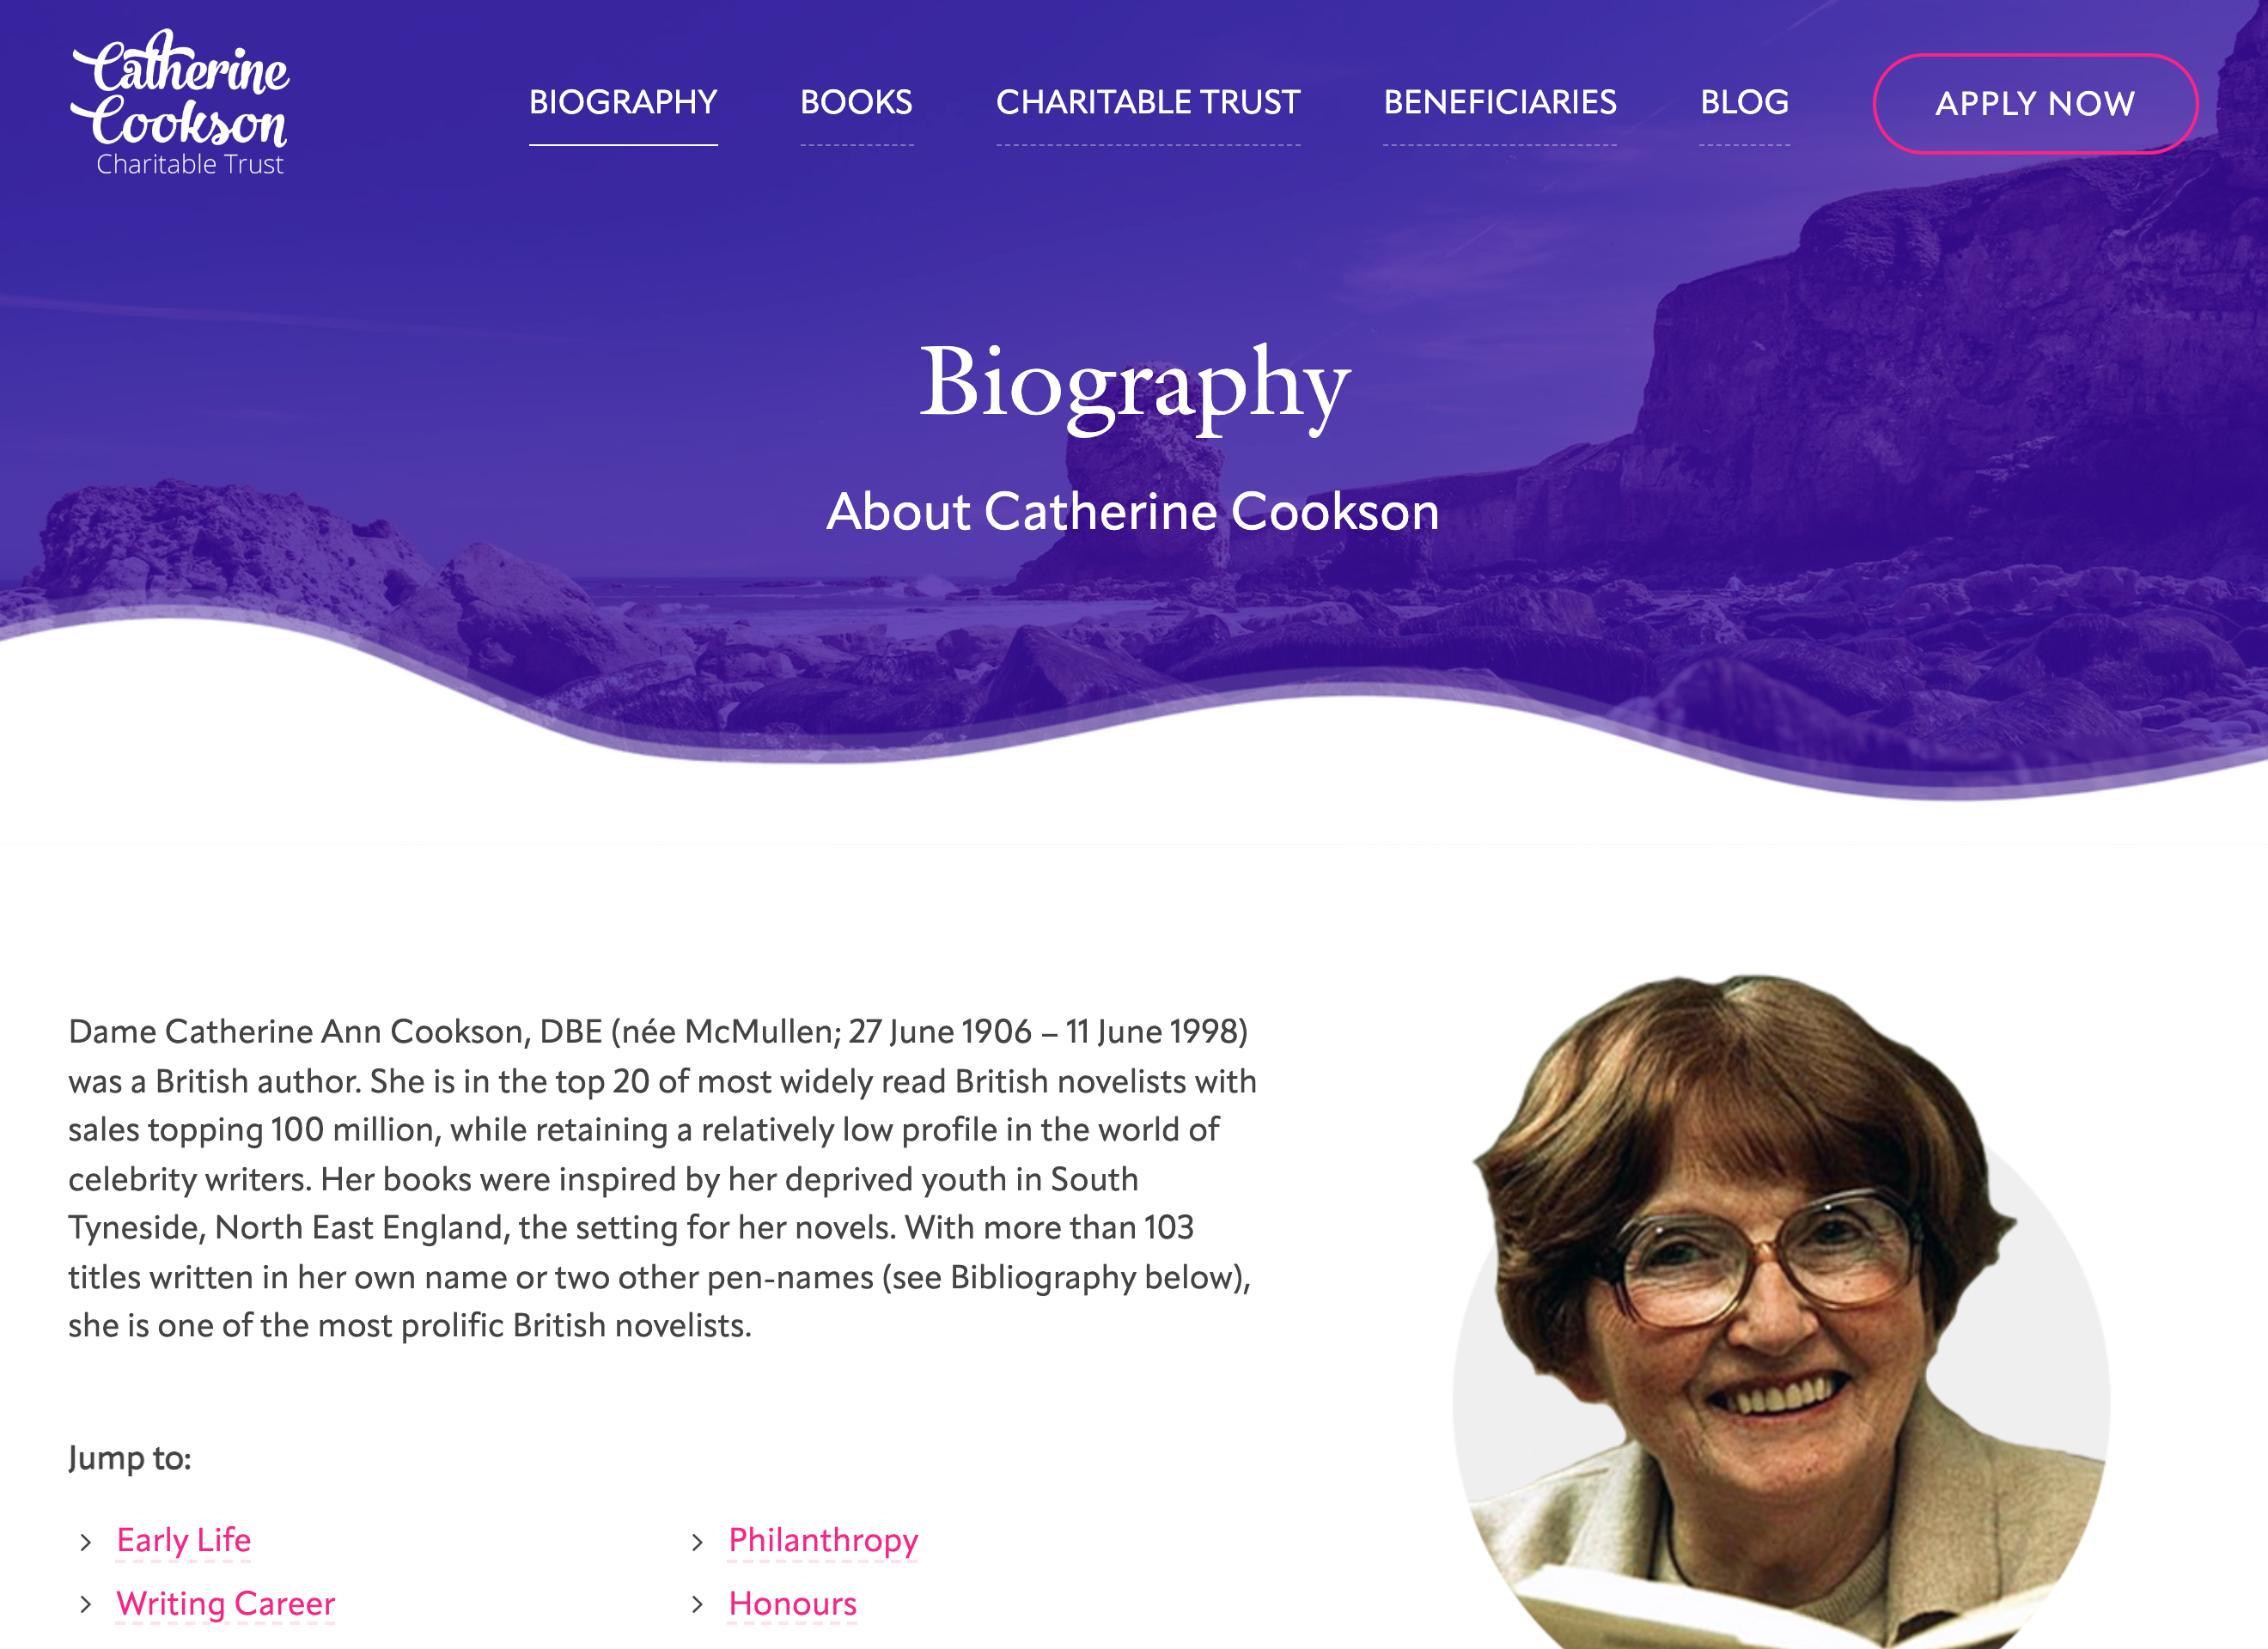 Catherine
Cookson
Charitable Trust
BIOGRAPHY
BOOKS
CHARITABLE TRUST
BENEFICIARIES
BLOG
APPLY NOW
Biography
About Catherine Cookson
Dame Catherine Ann Cookson, DBE (née McMullen; 27 June 1906 – 11 June 1998)
was a British author. She is in the top 20 of most widely read British novelists with
sales topping 100 million, while retaining a relatively low profile in the world of
celebrity writers. Her books were inspired by her deprived youth in South
Tyneside, North East England, the setting for her novels. With more than 103
titles written in her own name or two other pen-names (see Bibliography below),
she is one of the most prolific British novelists.
Jump to:
Early Life
Philanthropy
Writing Career
Honours